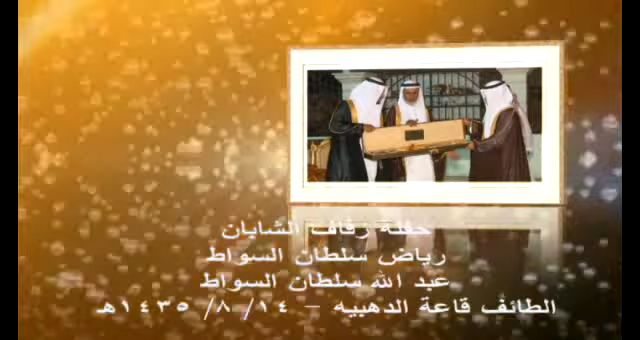 حفلة زفاف الشابان
رياض سلطان السواط
عبد الله سلطان السواط
الطائف قاعة الدهبيه - ١٤/ ٨/ ١٤٣٥هـ